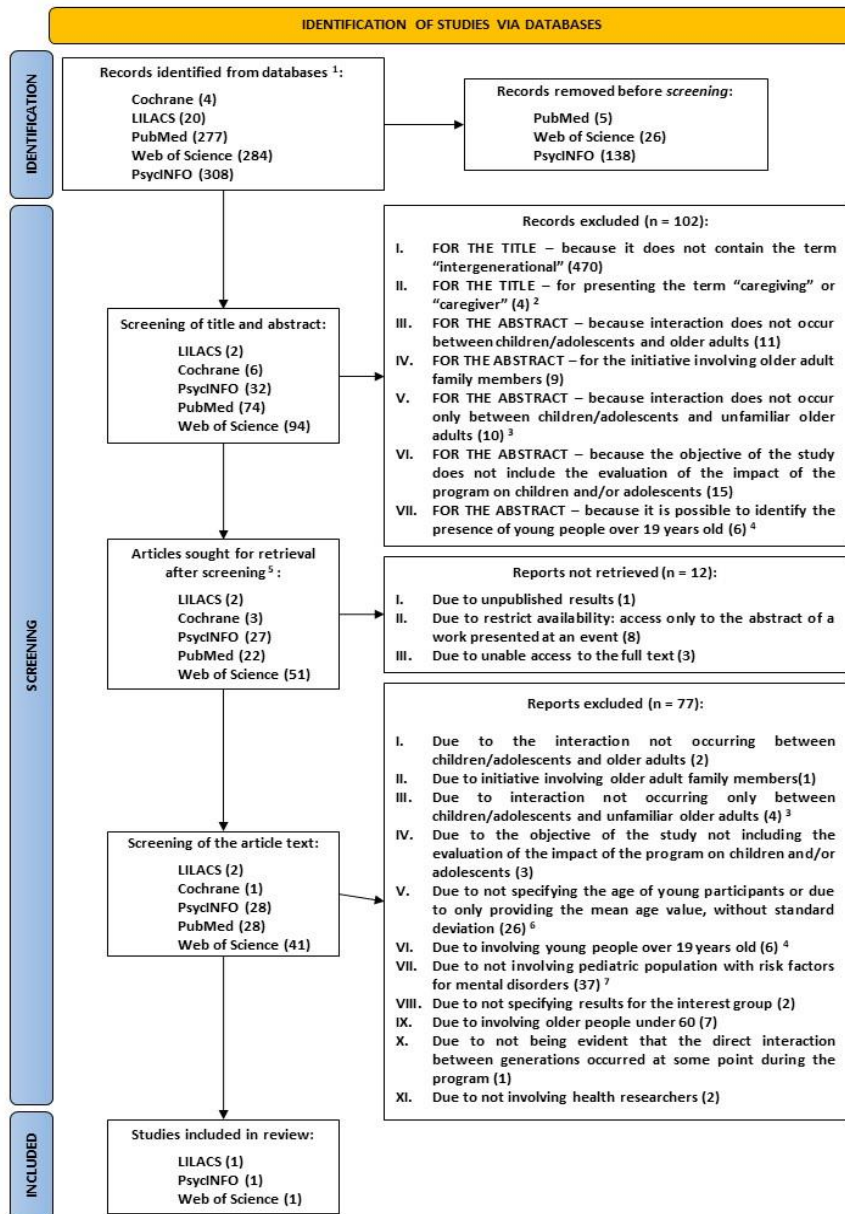 IDENTIFICATION OF STUDIES VIA DATABASES
IDENTIFICATION
Records identified from databases 1:
Cochrane (4)
LILACS (20)
PubMed (277)
Web of Science (284)
PsycINFO (308)
Records removed before screening:
PubMed (5)
Web of Science (26)
PsycINFO (138)
SCREENING
Screening of title and abstract:
LILACS (2)
Cochrane (6)
PsycINFO (32)
PubMed (74)
Web of Science (94)
Records excluded (n = 102):
I. FOR THE TITLE – because it does not contain the term
“intergenerational” (470)
II. FOR THE TITLE – for presenting the term “caregiving” or
“caregiver” (4) 2
III. FOR THE ABSTRACT – because interaction does not occur
between children/adolescents and older adults (11)
IV. FOR THE ABSTRACT – for the initiative involving older adult
family members (9)
V. FOR THE ABSTRACT – because interaction does not occur
only between children/adolescents and unfamiliar older
adults (10) 3
VI. FOR THE ABSTRACT – because the objective of the study
does not include the evaluation of the impact of the
program on children and/or adolescents (15)
VII. FOR THE ABSTRACT – because it is possible to identify the
presence of young people over 19 years old (6) 4
Articles sought for retrieval
after screening 5 :
LILACS (2)
Cochrane (3)
PsycINFO (27)
PubMed (22)
Web of Science (51)
Reports not retrieved (n = 12):
I. Due to unpublished results (1)
II. Due to restrict availability: access only to the abstract of a
work presented at an event (8)
III. Due to unable access to the full text (3)
Screening of the article text:
LILACS (2)
Cochrane (1)
PsycINFO (28)
PubMed (28)
Web of Science (41)
Reports excluded (n = 77):
I. Due to the interaction not occurring between
children/adolescents and older adults (2)
II. Due to initiative involving older adult family members(1)
III. Due to interaction not occurring only between
children/adolescents and unfamiliar older adults (4) 3
IV. Due to the objective of the study not including the
evaluation of the impact of the program on children and/or
adolescents (3)
V. Due to not specifying the age of young participants or due
to only providing the mean age value, without standard
deviation (26) 6
VI. Due to involving young people over 19 years old (6) 4
VII. Due to not involving pediatric population with risk factors
for mental disorders (37) 7
VIII. Due to not specifying results for the interest group (2)
IX. Due to involving older people under 60 (7)
X. Due to not being evident that the direct interaction
between generations occurred at some point during the
program (1)
XI. Due to not involving health researchers (2)
INCLUDED
Studies included in review:
LILACS (1)
PsycINFO (1)
Web of Science (1)